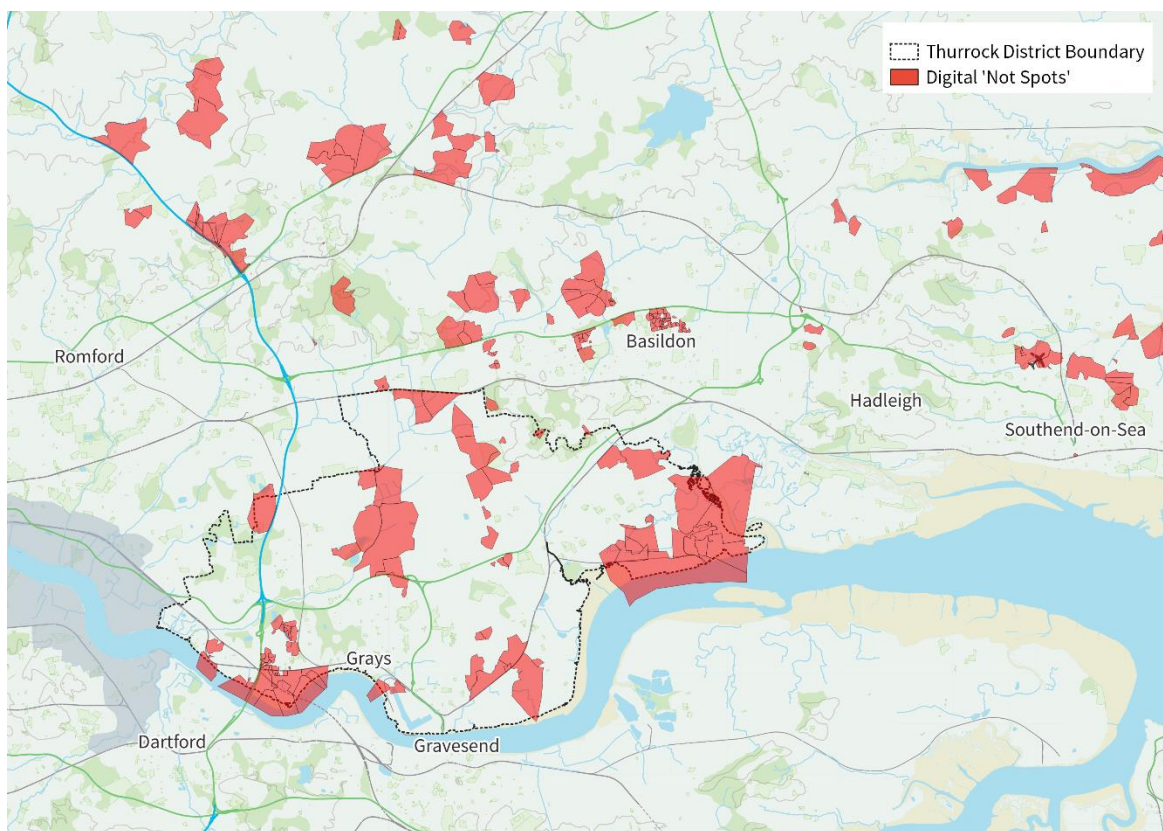 Thurrock District Boundary
Digital 'Not Spots'
Romford
Basildon
Hadleigh
Southend-on-Sea
Grays
Dartford
Gravesend